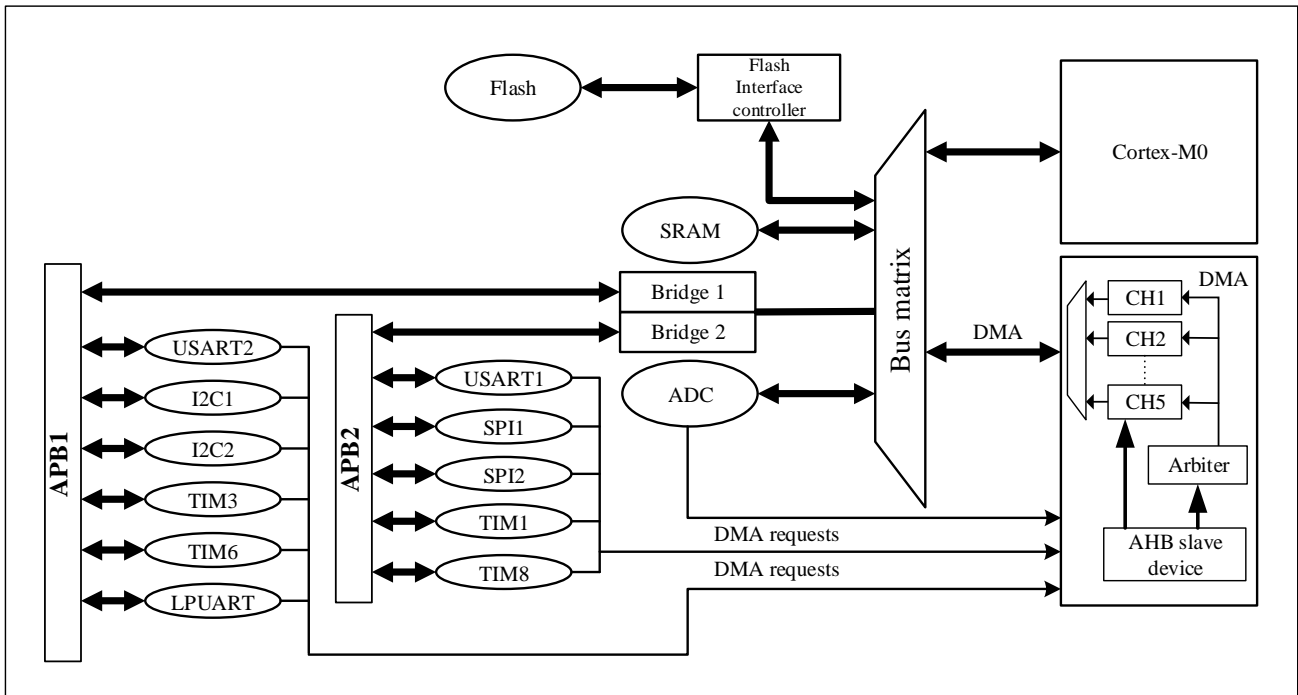 Flash
Flash
Interface
controller
Cortex-M0
SRAM
Bus matrix
Bridge 1
Bridge 2
DMA
CH1
CH2
CH5
Arbiter
AHB slave
device
DMA
ADC
APB1
USART2
I2C1
I2C2
TIM3
TIM6
LPUART
APB2
USART1
SPI1
SPI2
TIM1
TIM8
DMA requests
DMA requests